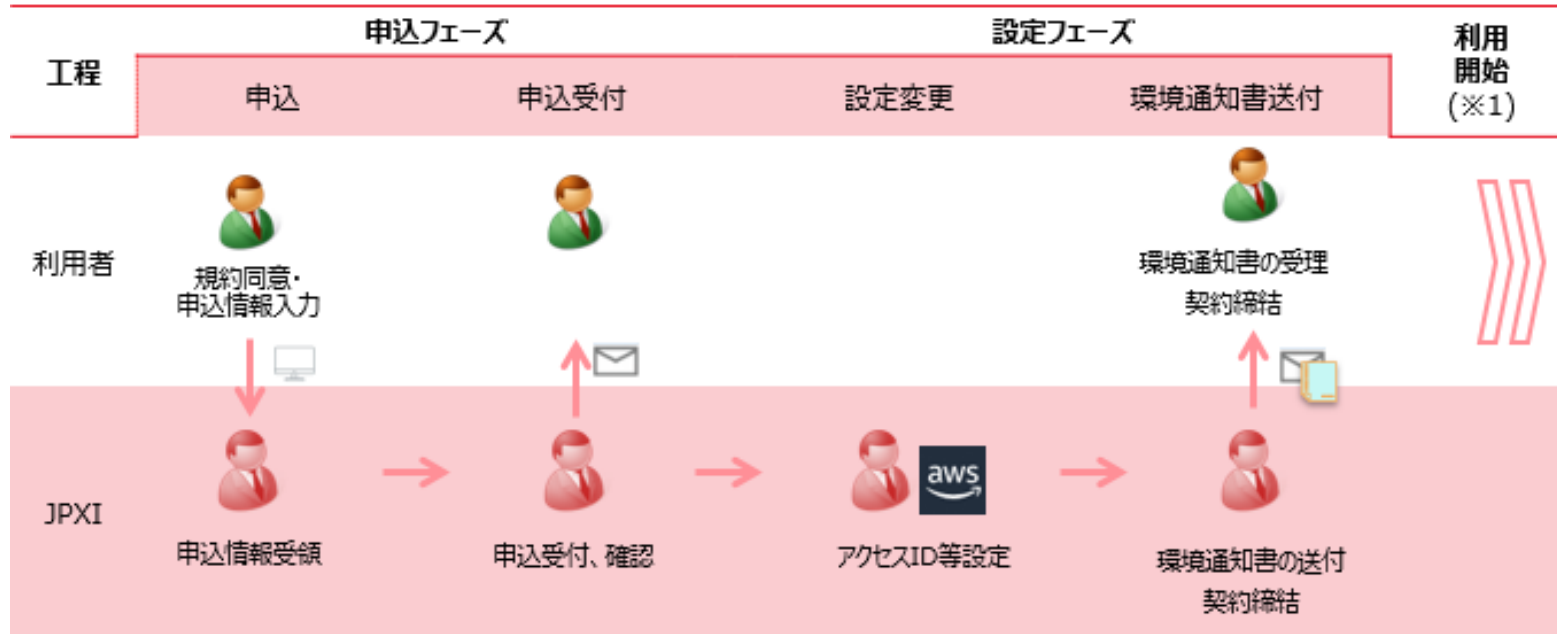 申込フェーズ
設定フェーズ
工程
利用
開始
(※1)
申込
申込受付
設定変更
環境通知書送付
利用者
規約同意・
申込情報入力
環境通知書の受理
契約締結
JPXI
申込情報受領
申込受付、確認
aws
アクセスID等設定
環境通知書の送付
契約締結